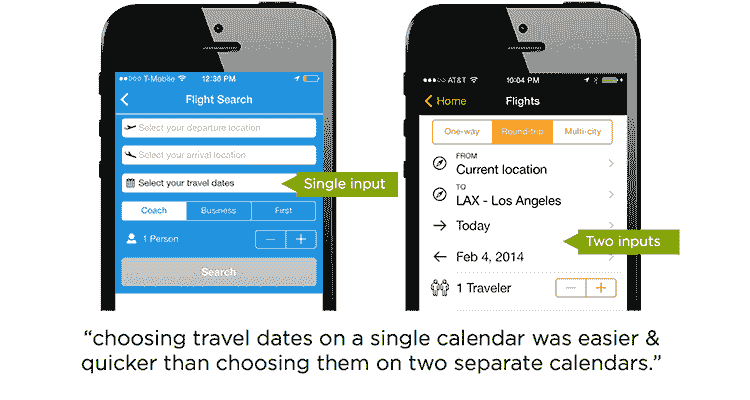 T-Mobile 12:36 PM
Flight Search
Select your departure location
Select your arrival location
Select your travel dates
Single input
Coach Business First
1 Person
Search
AT&T 10:04 PM
Home Flights
One-way Round-trip Multi-city
FROM
Current location
TO
LAX - Los Angeles
Today
Two inputs
Feb 4, 2014
1 Traveler
“choosing travel dates on a single calendar was easier &
quicker than choosing them on two separate calendars.”